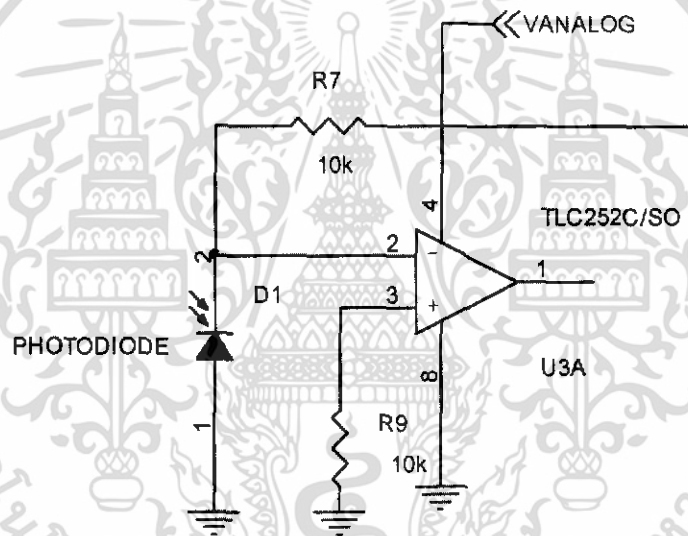 VANALOG
R7
10k
4
TLC252C/SO
2
2
1
D1
3
PHOTODIODE
8
U3A
1
R9
10k